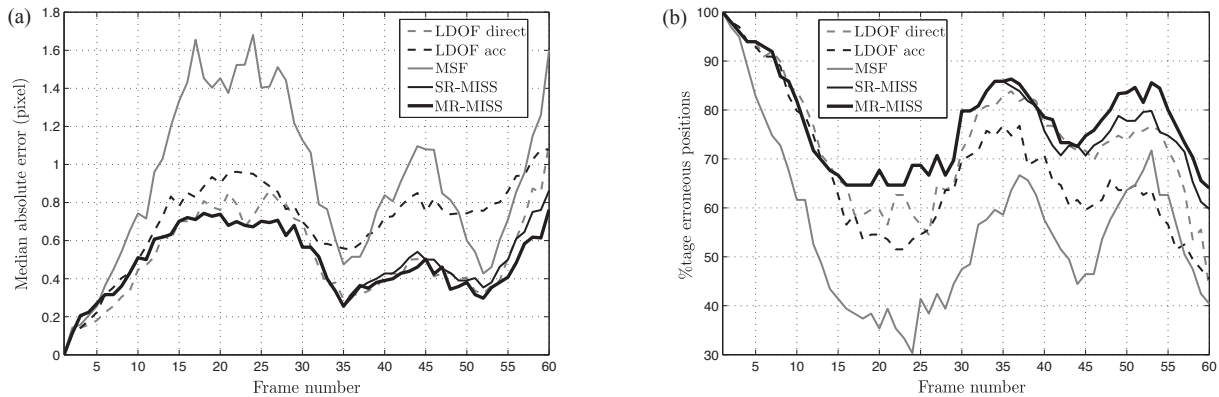 (a)
1.8
1.6
1.4
1.2
1
0.8
0.6
0.4
0.2
0
Median absolute error (pixel)
LDOF direct
LDOF acc
MSF
SR-MISS
MR-MISS
5 10 15 20 25 30 35 40 45 50 55 60
Frame number
(b)
100
90
80
70
60
50
40
30
%tage erroneous positions
LDOF direct
LDOF acc
MSF
SR-MISS
MR-MISS
5 10 15 20 25 30 35 40 45 50 55 60
Frame number